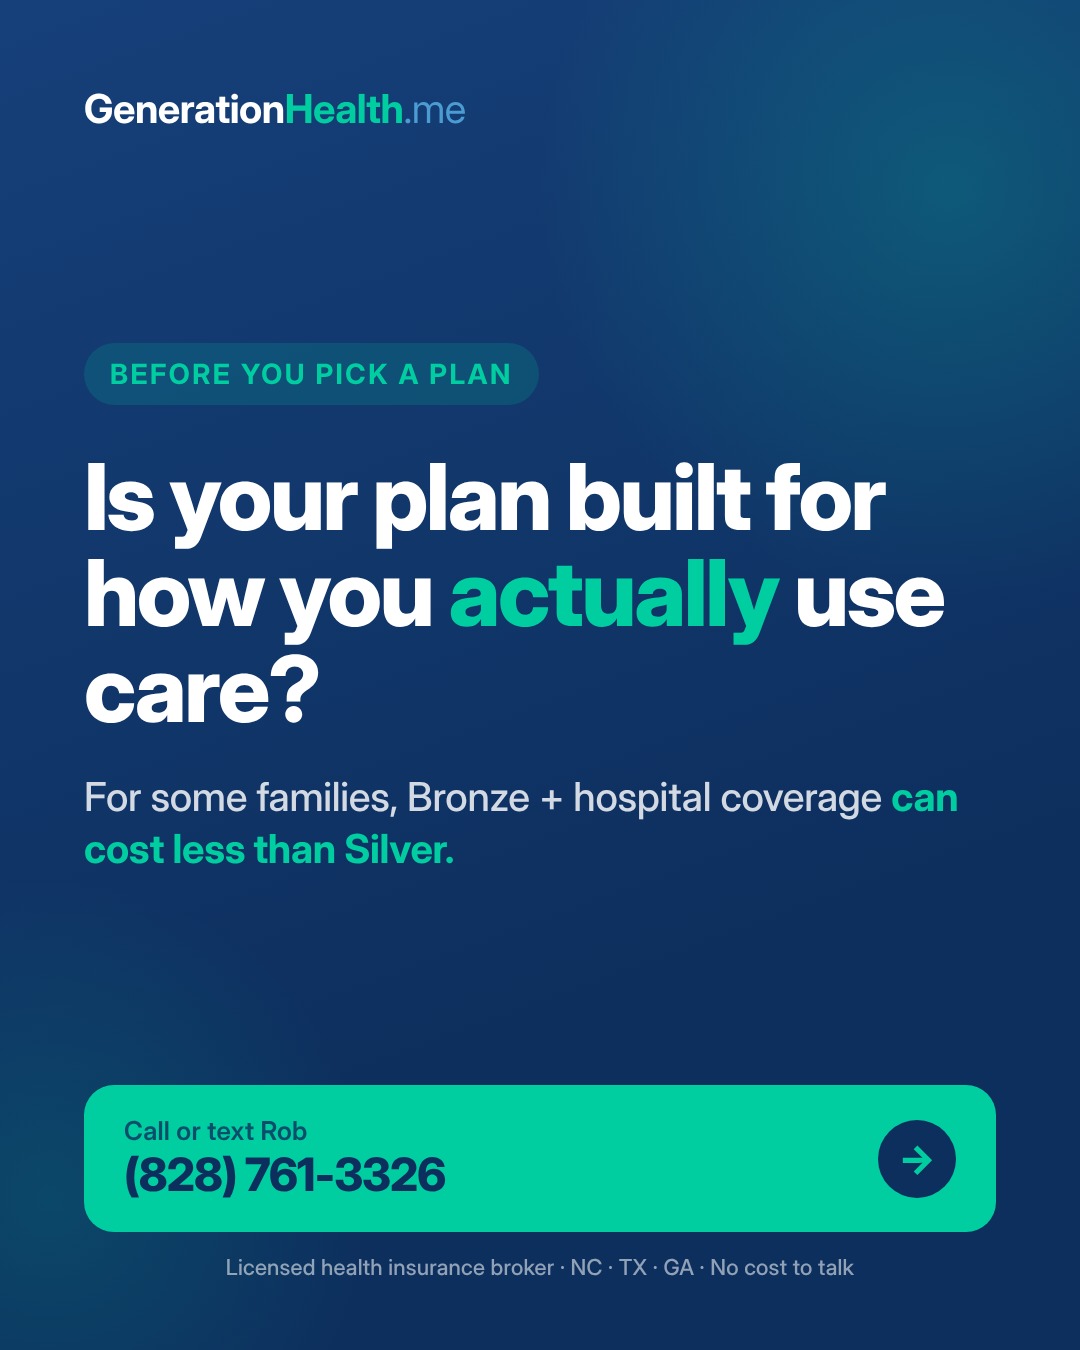 GenerationHealth.me
BEFORE YOU PICK A PLAN
Is your plan built for
how you actually use
care?
For some families, Bronze + hospital coverage can
cost less than Silver.
Call or text Rob
(828) 761-3326
Licensed health insurance broker · NC · TX · GA · No cost to talk